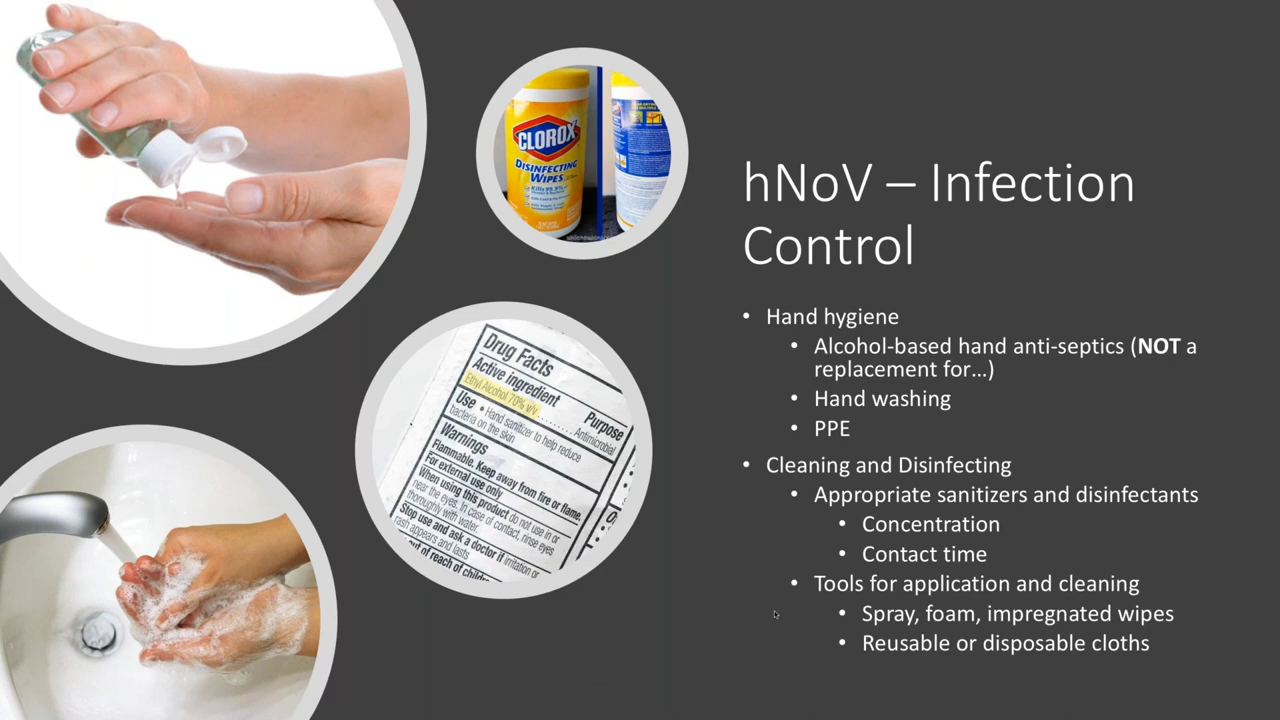 hNoV – Infection
Control
• Hand hygiene
• Alcohol-based hand anti-septics (NOT a
replacement for...)
• Hand washing
• PPE
• Cleaning and Disinfecting
• Appropriate sanitizers and disinfectants
• Concentration
• Contact time
• Tools for application and cleaning
• Spray, foam, impregnated wipes
• Reusable or disposable cloths
CLOROX
DISINFECTING
WIPES
Kills 99.9%
Drug Facts
Active ingredient
Purpose
Ethyl Alcohol 70% v/v..........Antimicrobial
Use • Hand sanitizer to help reduce
bacteria on the skin
Warnings
Flammable. Keep away from fire or flame.
For external use only
When using this product do not use in or
near the eyes. In case of contact, rinse eyes
thoroughly with water.
Stop use and ask a doctor if irritation or
rash appears and lasts
out of reach of